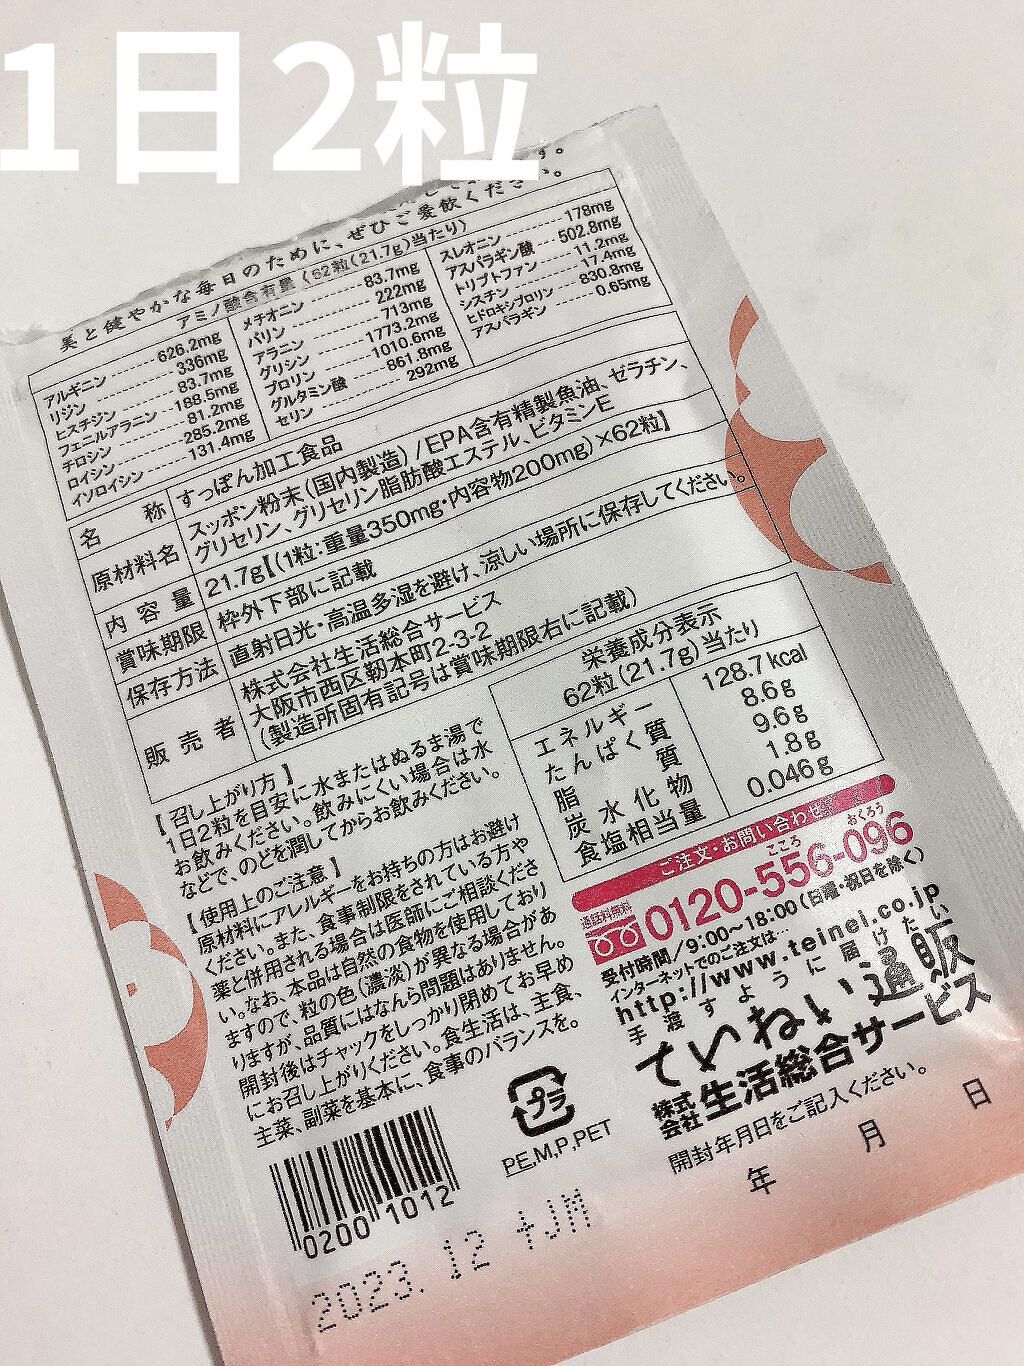 1日2粒
美と健やかな毎日のために、ぜひご愛飲ください。
アミノ酸含有量〈62粒(21.7g)当たり〉
アルギニン 626.2mg
リジン 336mg
ヒスチジン 83.7mg
フェニルアラニン 188.5mg
チロシン 81.2mg
ロイシン 285.2mg
イソロイシン 131.4mg
メチオニン 83.7mg
バリン 222mg
アラニン 713mg
グリシン 1773.2mg
プロリン 1010.6mg
グルタミン酸 861.8mg
セリン 292mg
スレオニン 178mg
アスパラギン酸 502.8mg
トリプトファン 11.2mg
シスチン 17.4mg
ヒドロキシプロリン 830.8mg
アスパラギン 0.65mg
名称 すっぽん加工食品
原材料名 スッポン粉末(国内製造)/EPA含有精製魚油、ゼラチン、
グリセリン、グリセリン脂肪酸エステル、ビタミンE
内容量 21.7g【(1粒:重量350mg・内容物200mg)×62粒】
賞味期限 枠外下部に記載
保存方法 直射日光・高温多湿を避け、涼しい場所に保存してください。
販売者 株式会社生活総合サービス
大阪市西区靭本町2-3-2
(製造所固有記号は賞味期限右に記載)
【召し上がり方】
1日2粒を目安に水またはぬるま湯で
お飲みください。飲みにくい場合は水
などで、のどを潤してからお飲みください。
【使用上のご注意】
原材料にアレルギーをお持ちの方はお避け
ください。また、食事制限をされている方や
薬と併用される場合は医師にご相談くださ
い。なお、本品は自然の食物を使用しており
ますので、粒の色(濃淡)が異なる場合があ
りますが、品質にはなんら問題はありません。
開封後はチャックをしっかり閉めてお早め
にお召し上がりください。食生活は、主食、
主菜、副菜を基本に、食事のバランスを。
栄養成分表示
62粒(21.7g)当たり
エネルギー 128.7kcal
たんぱく質 8.6g
脂質 9.6g
炭水化物 1.8g
食塩相当量 0.046g
ご注文・お問い合わせ
こころ おくろう
通話料無料
0120-556-096
受付時間/9:00〜18:00(日曜・祝日を除く)
インターネットでのご注文は…
http://www.teinei.co.jp
手渡すように届けたい
ていねい通販
株式会社生活総合サービス
開封年月日をご記入ください。
年 月 日
プラ
PE,M,P,PET
0200 1012
2023.12 +JM